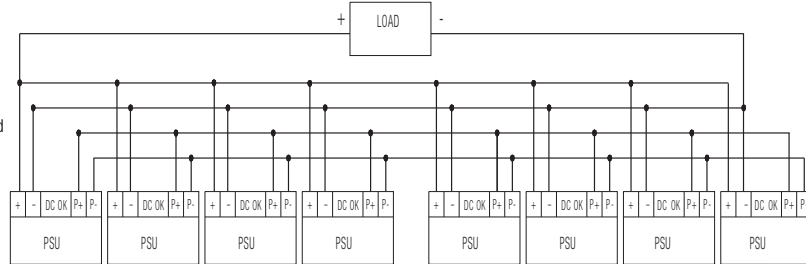 + LOAD -
d
+ - DC OK P+ P- + - DC OK P+ P- + - DC OK P+ P- + - DC OK P+ P- + - DC OK P+ P- + - DC OK P+ P- + - DC OK P+ P- + - DC OK P+ P-
PSU PSU PSU PSU PSU PSU PSU PSU